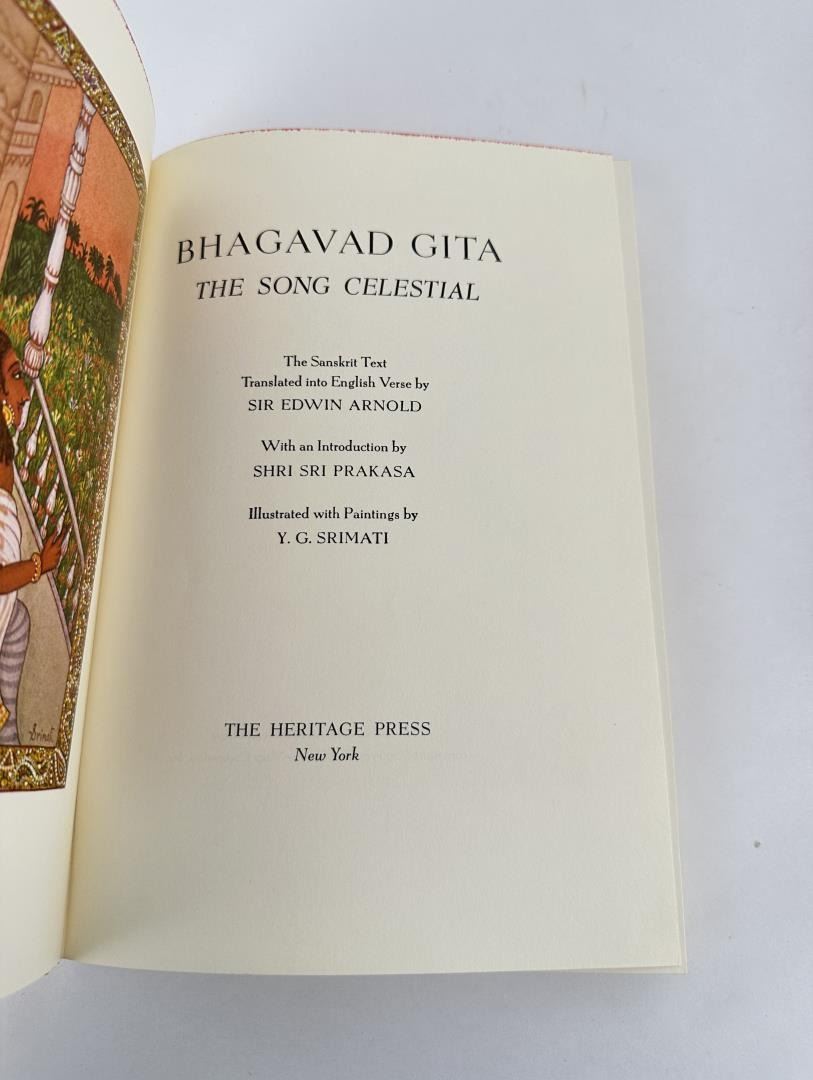 BHAGAVAD GITA
THE SONG CELESTIAL
The Sanskrit Text
Translated into English Verse by
SIR EDWIN ARNOLD
With an Introduction by
SHRI SRI PRAKASA
Illustrated with Paintings by
Y. G. SRIMATI
THE HERITAGE PRESS
New York
Srimati